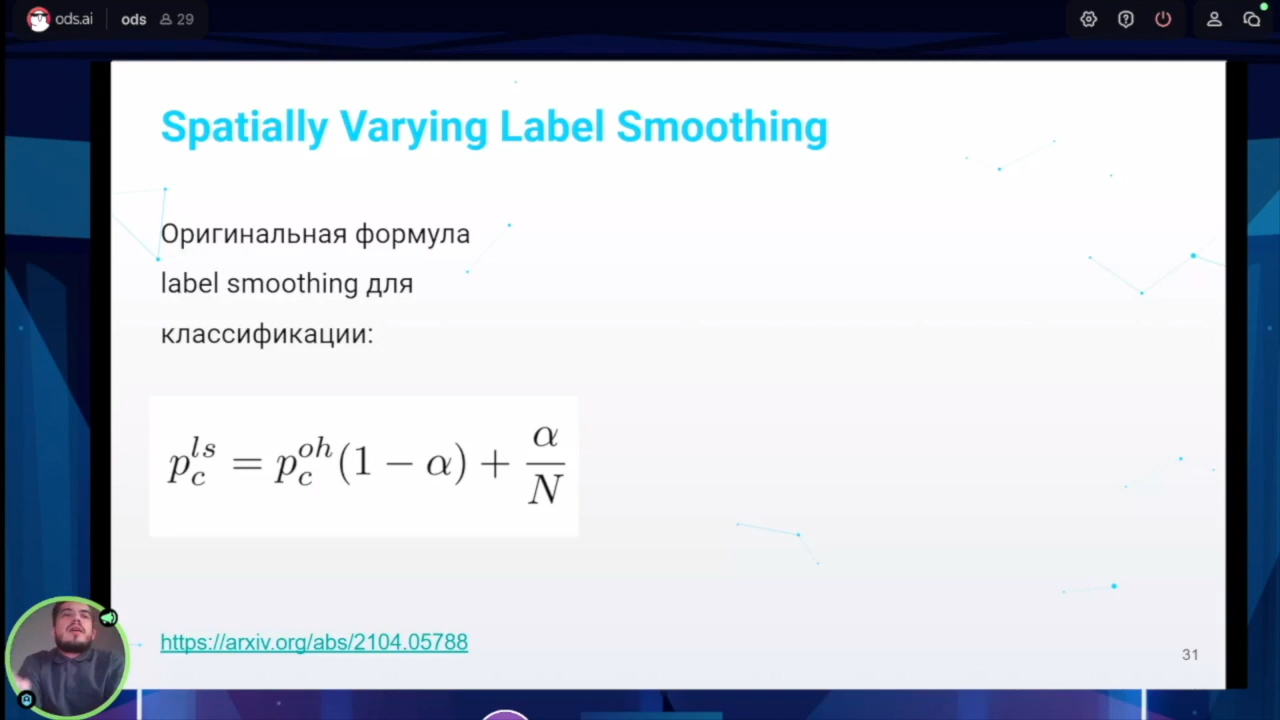 ods.ai ods 29
Spatially Varying Label Smoothing
Оригинальная формула
label smoothing для
классификации:
p_c^{ls} = p_c^{oh}(1 − α) + \frac{α}{N}
https://arxiv.org/abs/2104.05788
31